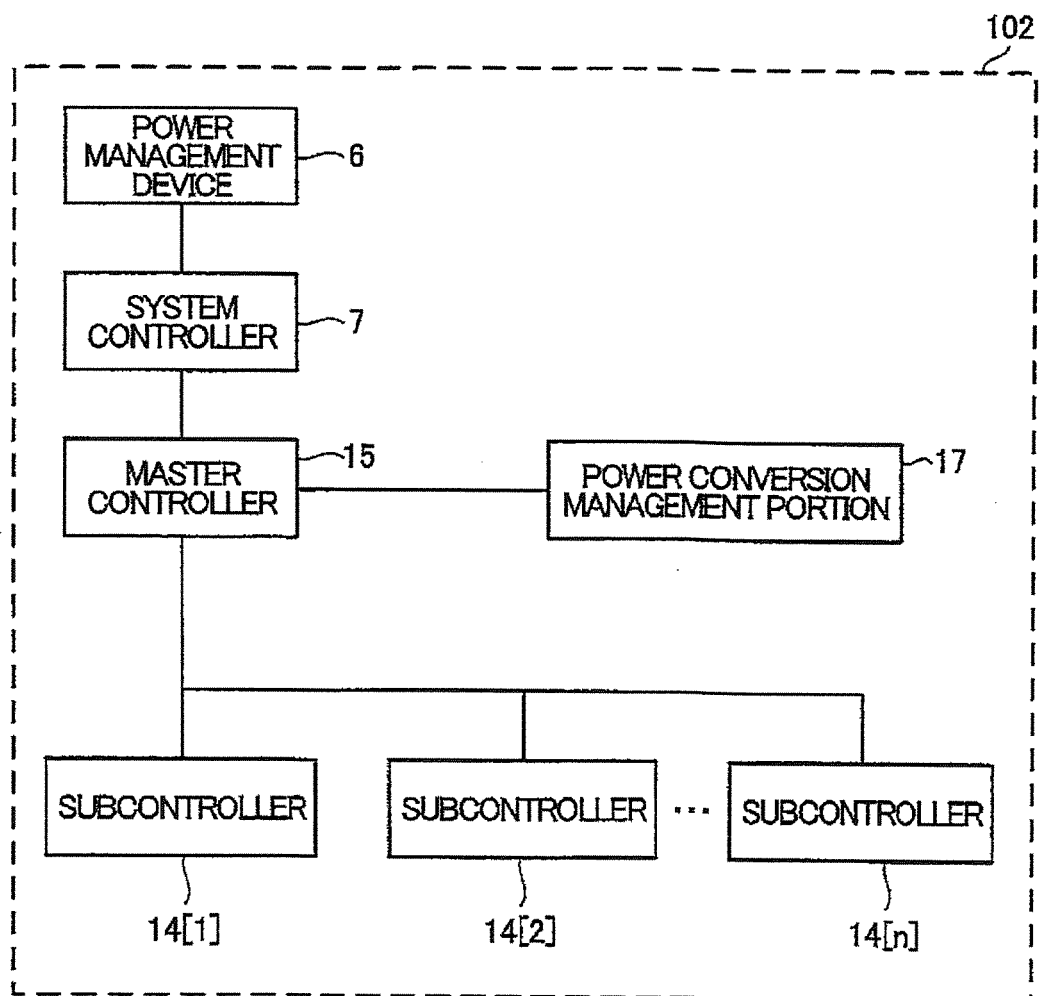 102
POWER
MANAGEMENT
DEVICE
6
SYSTEM
CONTROLLER
7
MASTER
CONTROLLER
15
POWER CONVERSION
MANAGEMENT PORTION
17
SUBCONTROLLER
SUBCONTROLLER
...
SUBCONTROLLER
14[1]
14[2]
14[n]